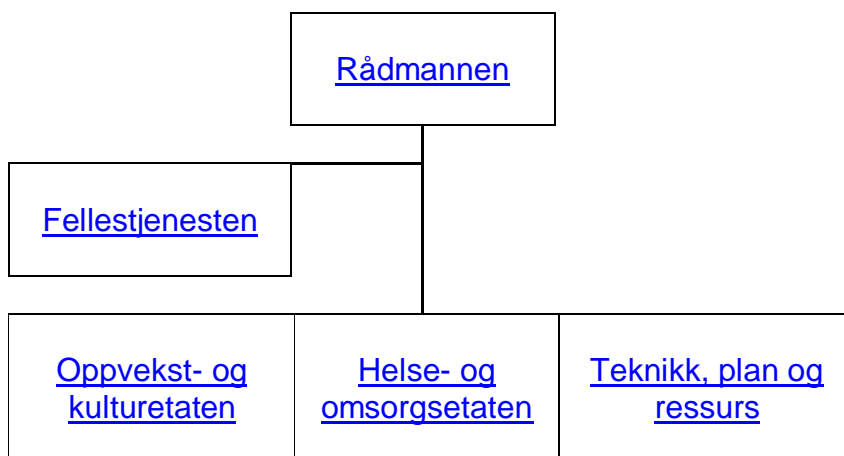 Rådmannen
Fellestjenesten
Oppvekst- og
kulturetaten
Helse- og
omsorgsetaten
Teknikk, plan og
ressurs